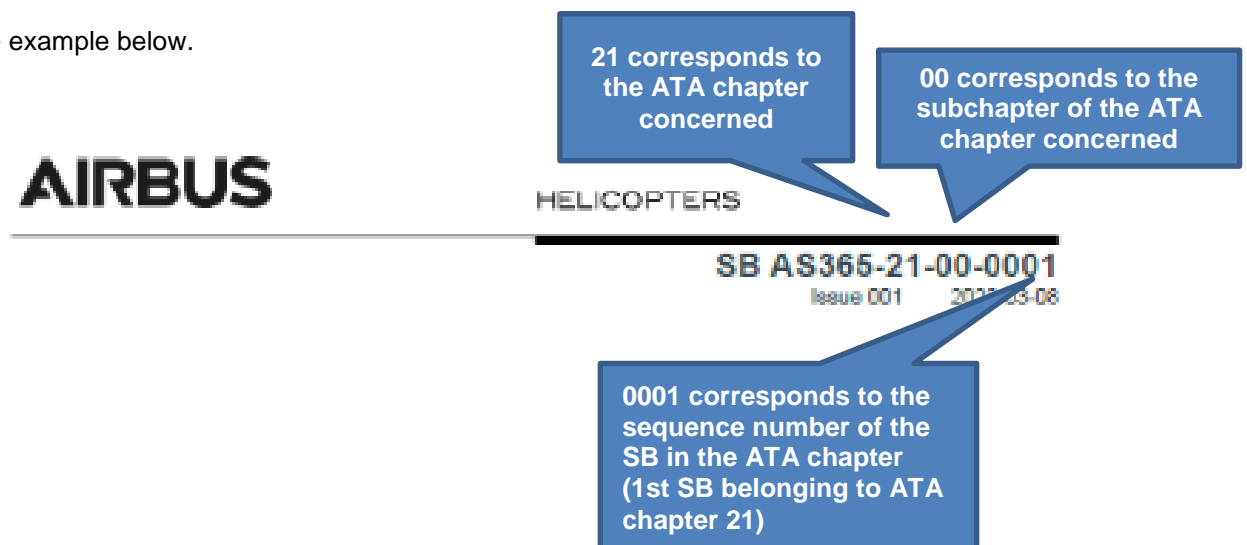 example below.
21 corresponds to
the ATA chapter
concerned
00 corresponds to the
subchapter of the ATA
chapter concerned
AIRBUS
HELICOPTERS
SB AS365-21-00-0001
Issue 001
0001 corresponds to the
sequence number of the
SB in the ATA chapter
(1st SB belonging to ATA
chapter 21)